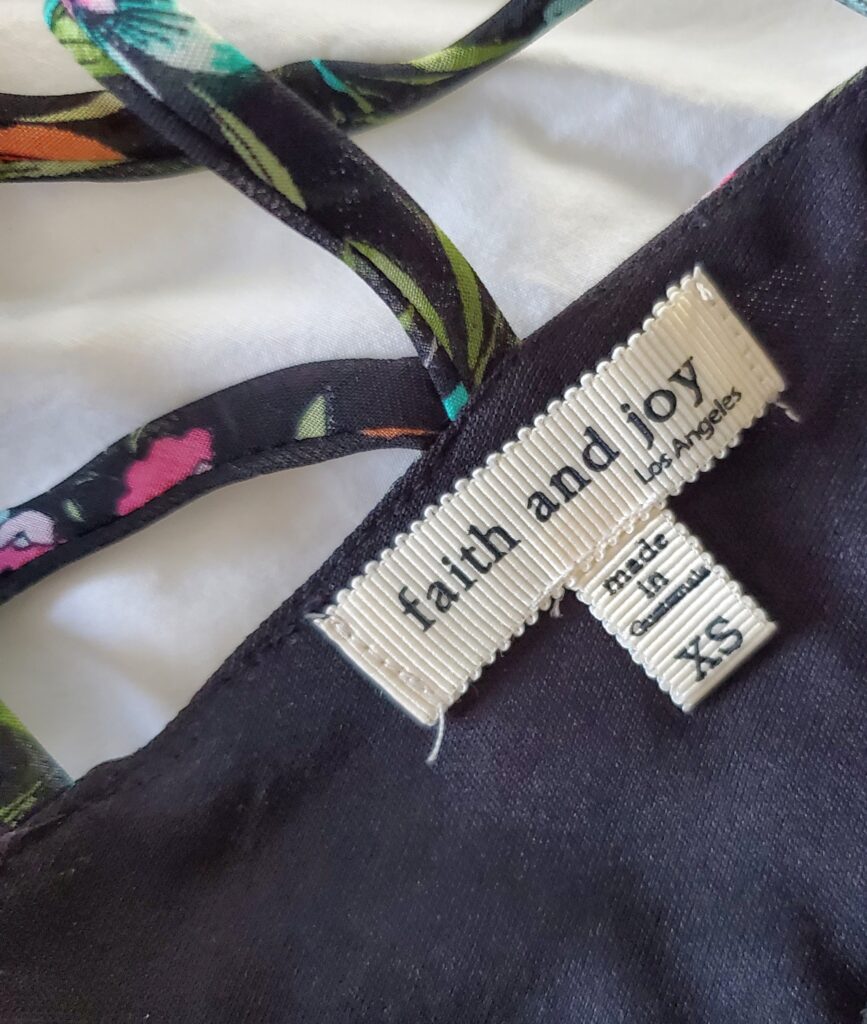 faith and joy
Los Angeles
made
in
Guatemala
XS